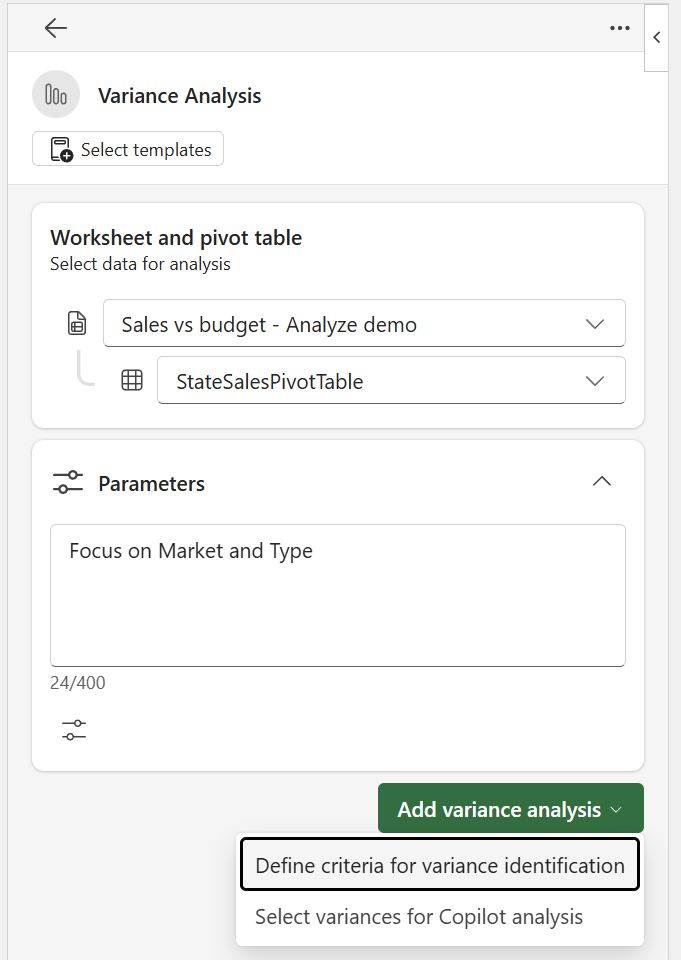 Variance Analysis
Select templates
Worksheet and pivot table
Select data for analysis
Sales vs budget - Analyze demo
StateSalesPivotTable
Parameters
Focus on Market and Type
24/400
Add variance analysis
Define criteria for variance identification
Select variances for Copilot analysis